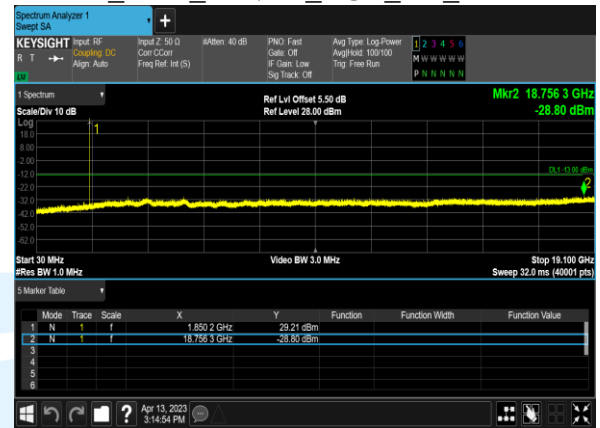 Spectrum Analyzer 1
Swept SA
+
KEYSIGHT Input: RF Input Z: 50 Ω #Atten: 40 dB PNO: Fast Avg Type: Log-Power 1 2 3 4 5 6
R T Coupling: DC Corr CCorr Gate: Off Avg|Hold: 100/100 M W W W W W
Align: Auto Freq Ref: Int (S) IF Gain: Low Trig: Free Run P N N N N N
Sig Track: Off
1 Spectrum Ref Lvl Offset 5.50 dB Mkr2 18.756 3 GHz
Scale/Div 10 dB Ref Level 28.00 dBm -28.80 dBm
Log
18.0
8.00
-2.00
-12.0
-22.0
-32.0
-42.0
-52.0
-62.0
1
DL1 -13.00 dBm
2
Start 30 MHz Video BW 3.0 MHz Stop 19.100 GHz
#Res BW 1.0 MHz Sweep 32.0 ms (40001 pts)
5 Marker Table
Mode Trace Scale X Y Function Function Width Function Value
1 N 1 f 1.850 2 GHz 29.21 dBm
2 N 1 f 18.756 3 GHz -28.80 dBm
3
4
5
6
? Apr 13, 2023
3:14:54 PM